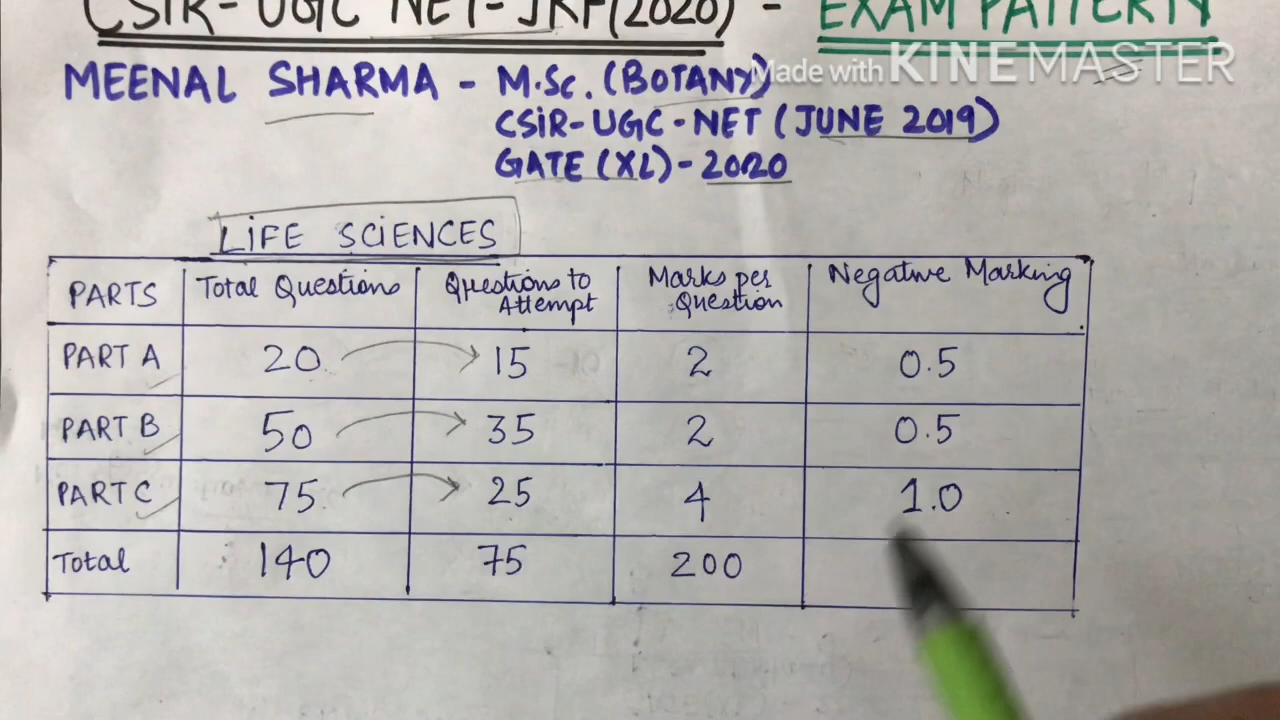 CSIR-UGC NET-JRF(2020) - EXAM PATTERN
Made with KINEMASTER
MEENAL SHARMA - M.Sc. (BOTANY)
CSIR-UGC-NET (JUNE 2019)
GATE (XL) - 2020
LIFE SCIENCES
PARTS Total Questions Questions to Attempt Marks per Question Negative Marking
PART A 20 15 2 0.5
PART B 50 35 2 0.5
PART C 75 25 4 1.0
Total 140 75 200